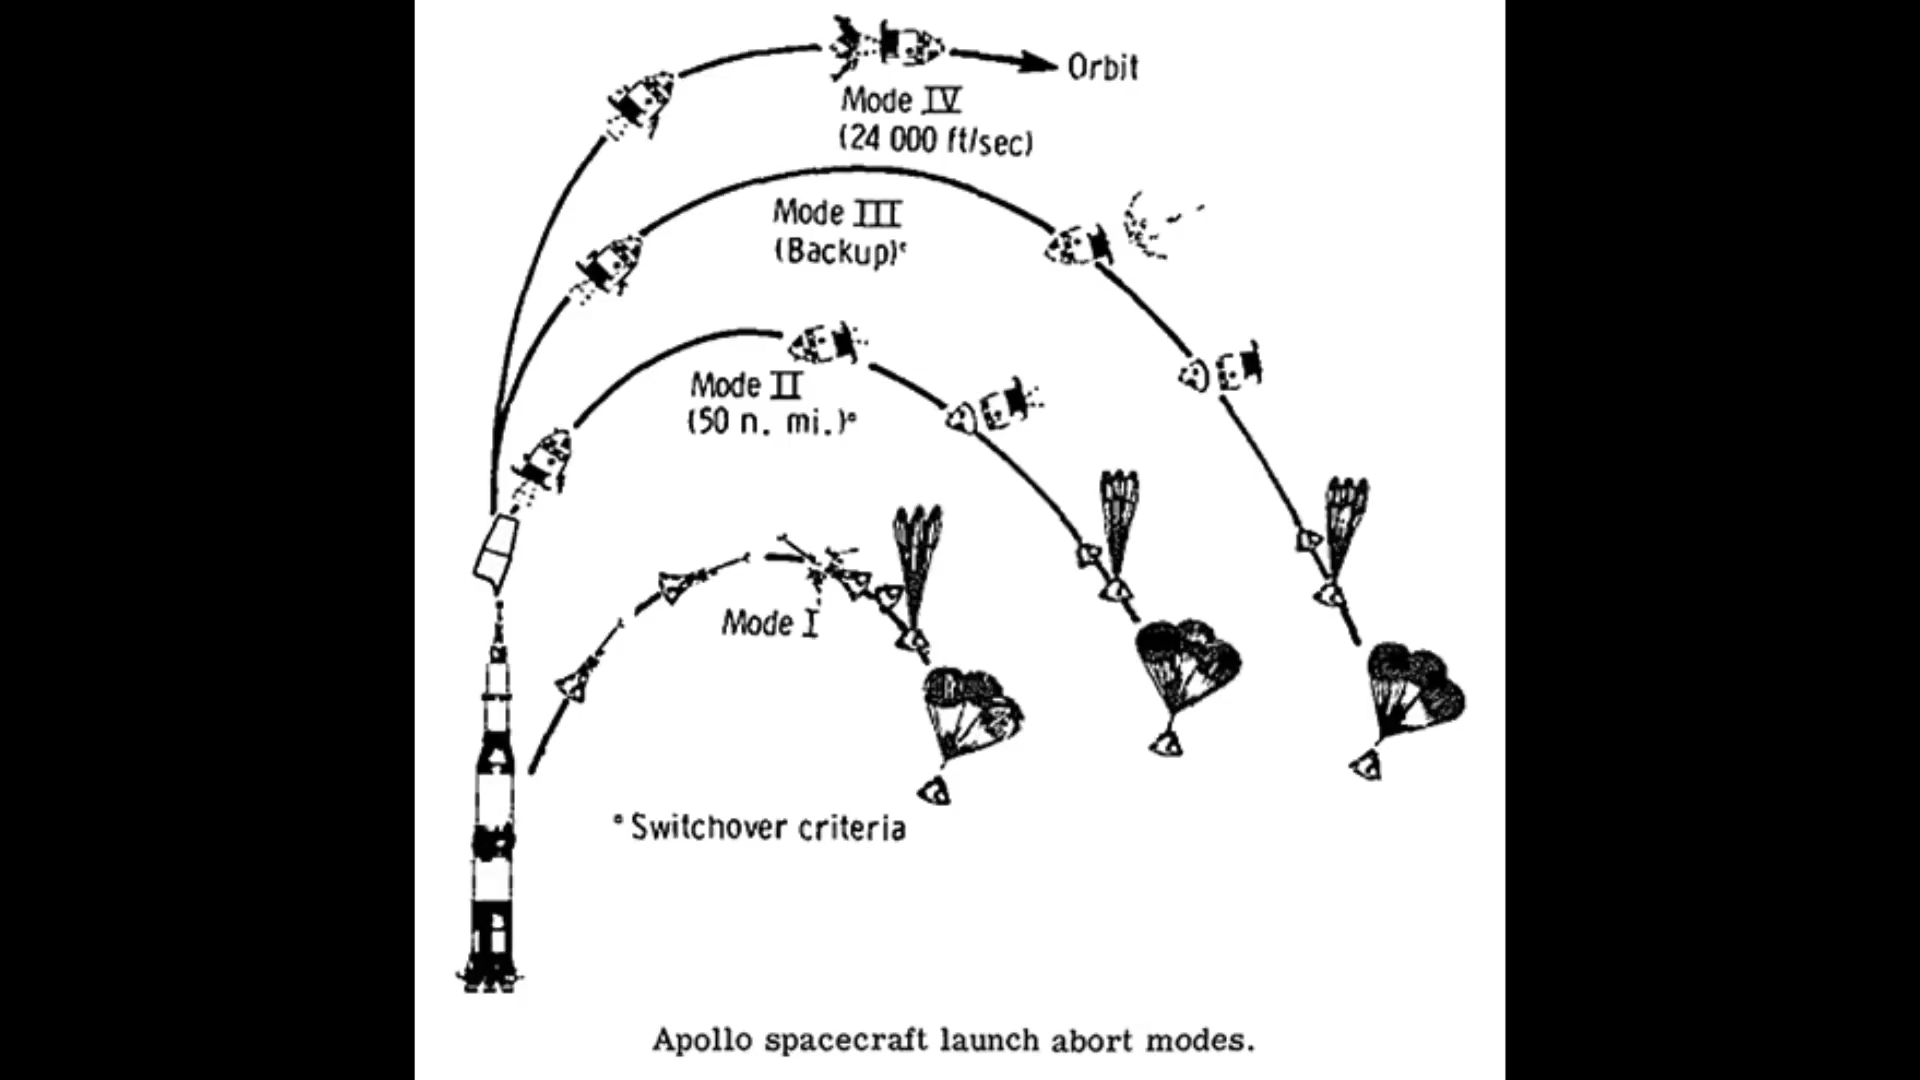 Orbit
Mode IV
(24 000 ft/sec)
Mode III
(Backup)*
Mode II
(50 n. mi.)*
Mode I
*Switchover criteria
Apollo spacecraft launch abort modes.